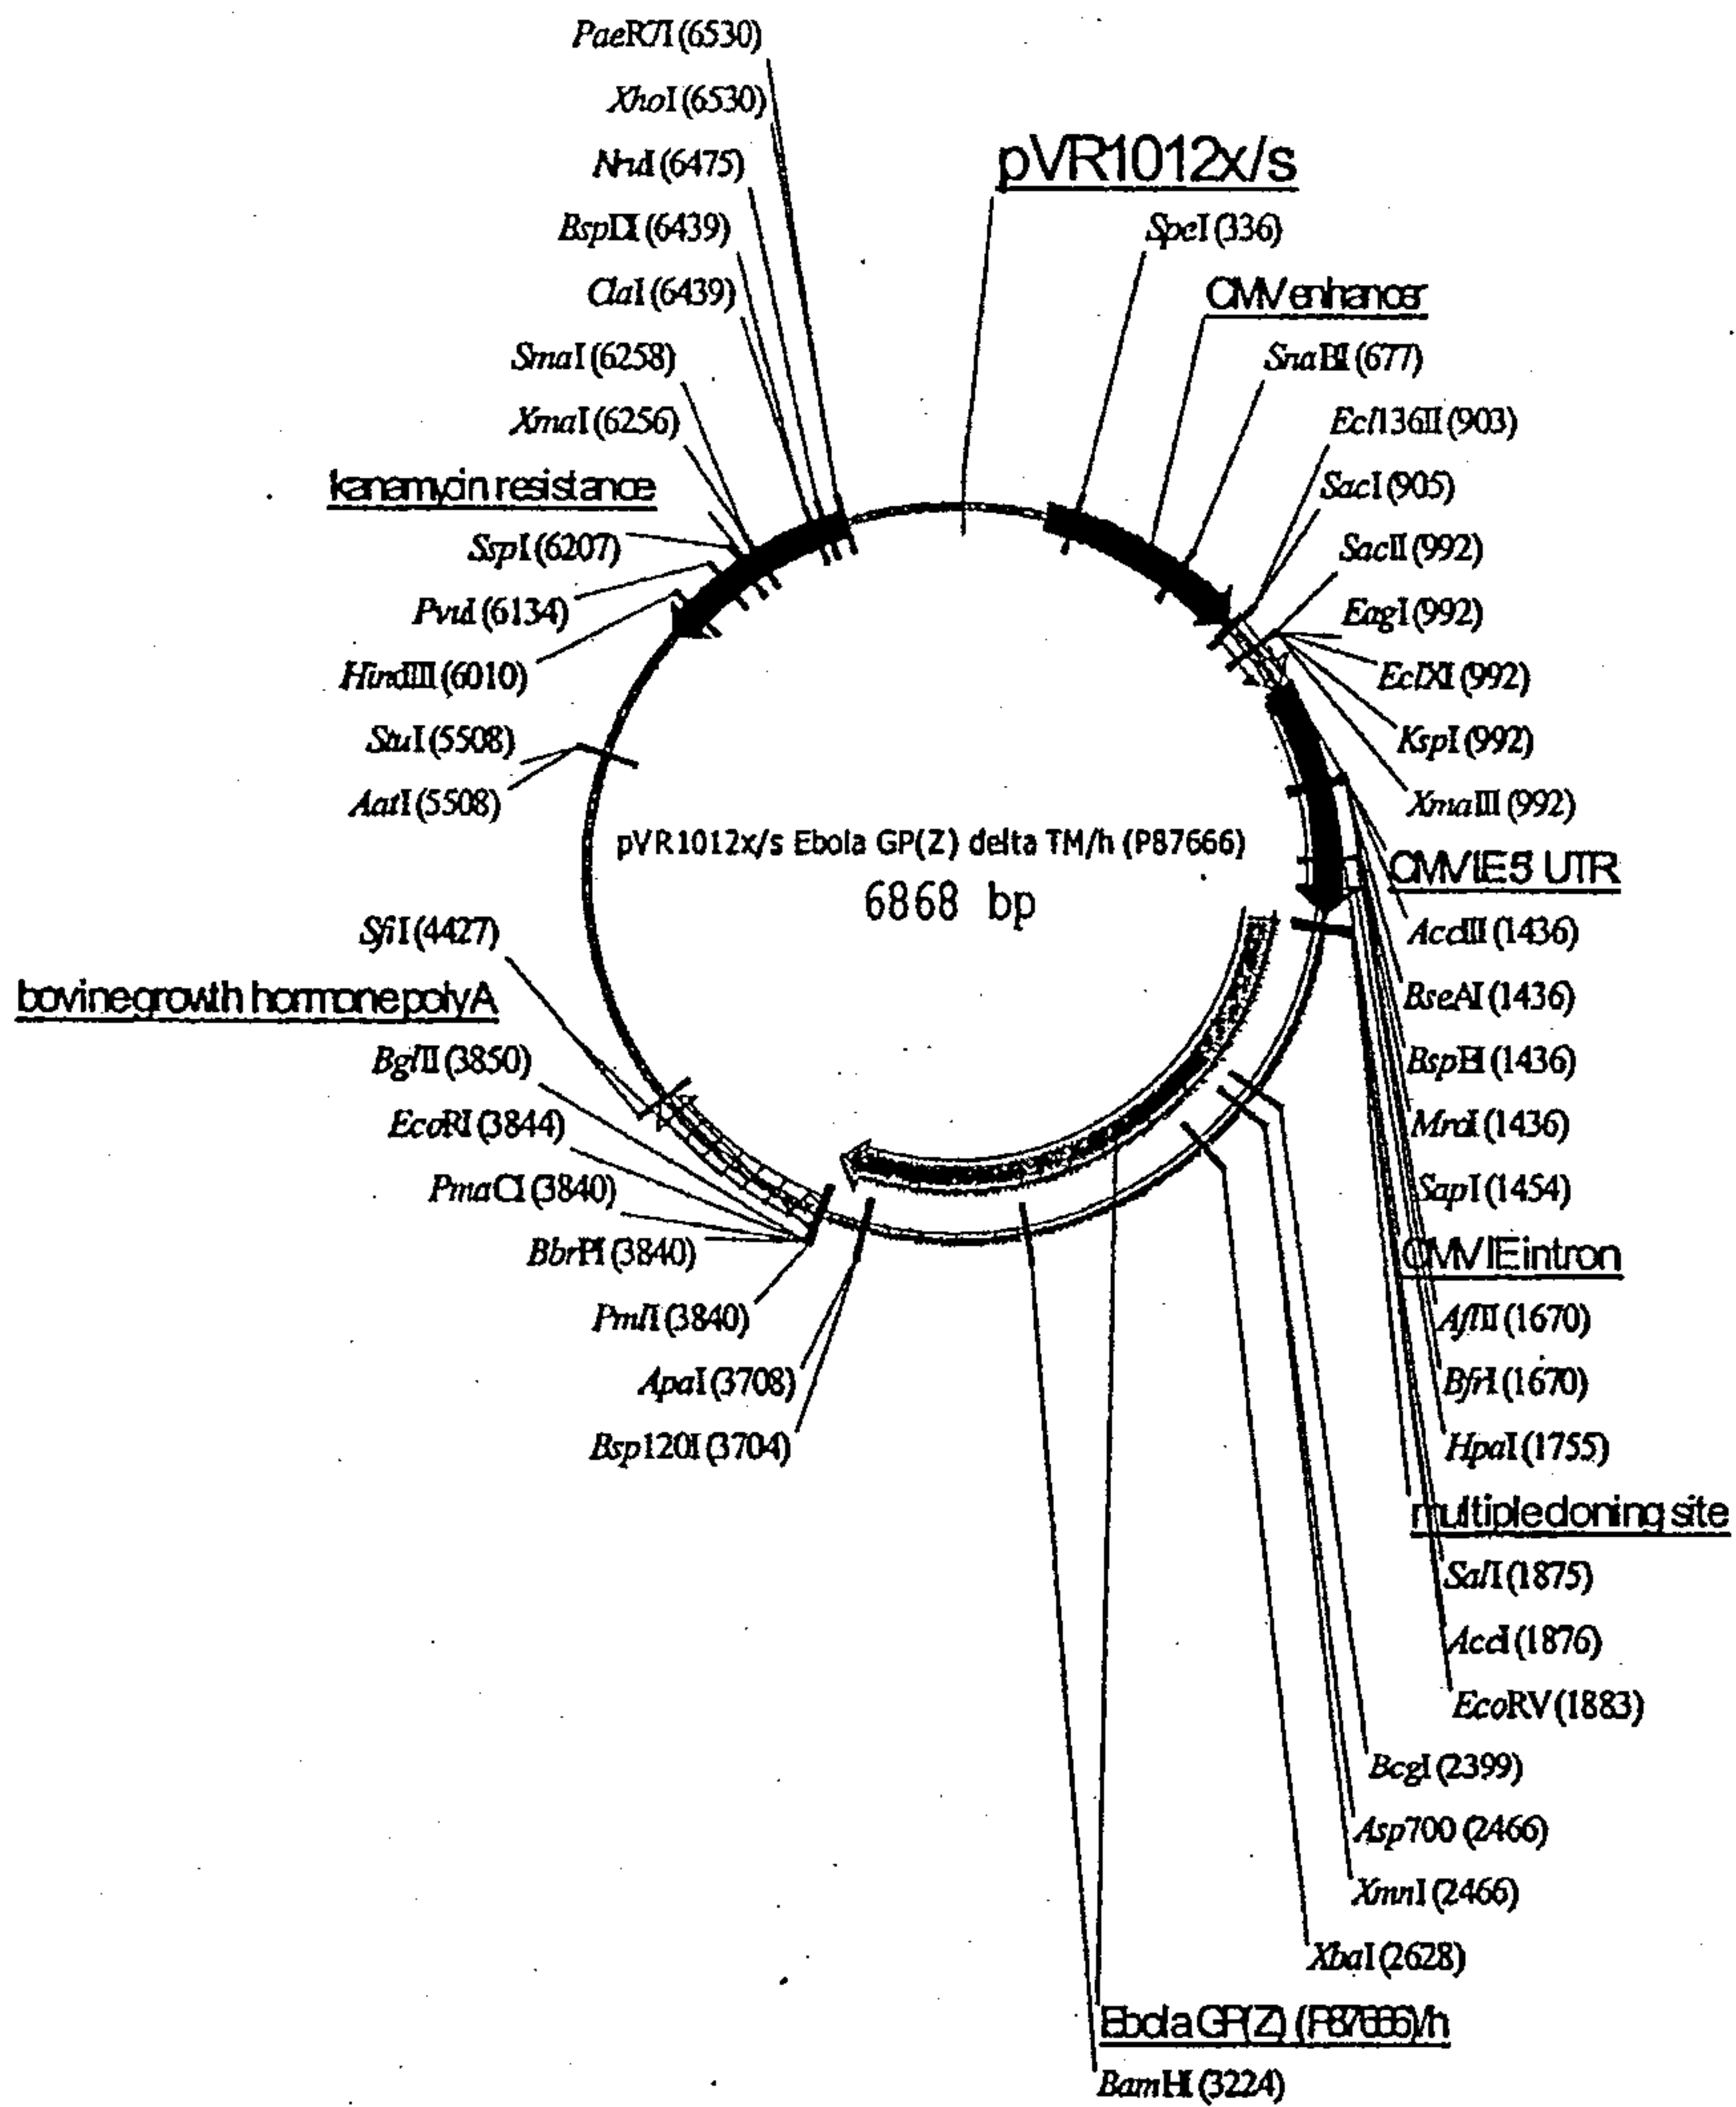 PaeR7I (6530)
XhoI (6530)
NruI (6475)
BspDI (6439)
ClaI (6439)
SmaI (6258)
XmaI (6256)
kanamycin resistance
SspI (6207)
PvuI (6134)
HindIII (6010)
StuI (5508)
AatI (5508)
SfiI (4427)
bovine growth hormone polyA
BglII (3850)
EcoRI (3844)
PmaCI (3840)
BbrPI (3840)
PmlI (3840)
ApaI (3708)
Bsp120I (3704)
pVR1012x/s
SpeI (336)
CMV enhancer
SnaBI (677)
Ecl136II (903)
SacI (905)
SacII (992)
EagI (992)
EclXI (992)
KspI (992)
XmaIII (992)
CMV IE 5' UTR
AccIII (1436)
BseAI (1436)
BspEI (1436)
MroI (1436)
SapI (1454)
CMV IE intron
AflII (1670)
BfrI (1670)
HpaI (1755)
multiple cloning site
SalI (1875)
AccI (1876)
EcoRV (1883)
BcgI (2399)
Asp700 (2466)
XmnI (2466)
XbaI (2628)
Ebola GP(Z) (P87666)/h
BamHI (3224)
pVR1012x/s Ebola GP(Z) delta TM/h (P87666)
6868 bp